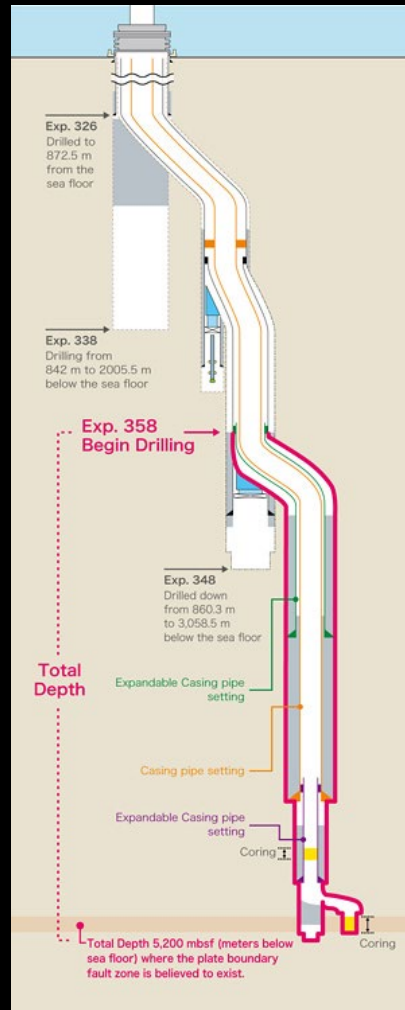 Exp. 326
Drilled to
872.5 m
from the
sea floor
Exp. 338
Drilling from
842 m to 2005.5 m
below the sea floor
Exp. 358
Begin Drilling
Exp. 348
Drilled down
from 860.3 m
to 3,058.5 m
below the sea floor
Total
Depth
Expandable Casing pipe
setting
Casing pipe setting
Expandable Casing pipe
setting
Coring
Coring
Total Depth 5,200 mbsf (meters below
sea floor) where the plate boundary
fault zone is believed to exist.